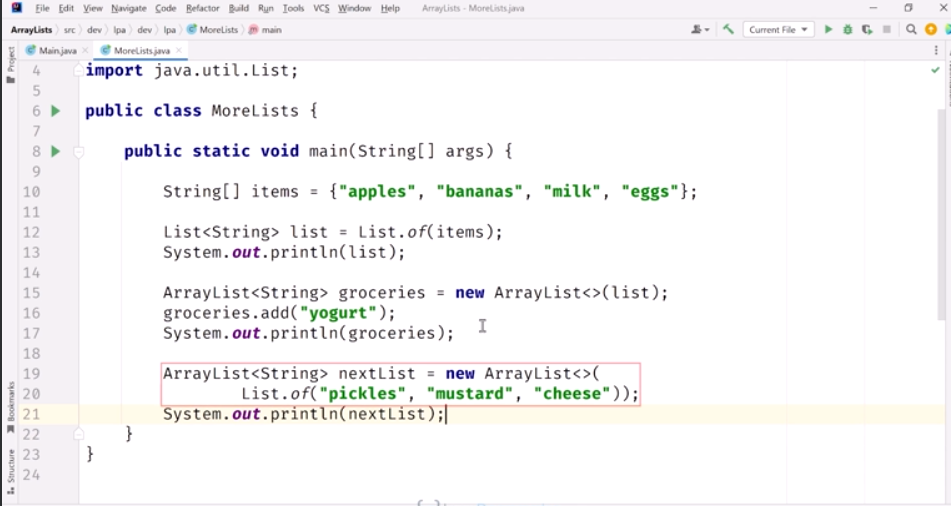 File Edit View Navigate Code Refactor Build Run Tools VCS Window Help ArrayLists - MoreLists.java
ArrayLists src dev lpa dev lpa MoreLists main Current File
Main.java MoreLists.java
Project
4 import java.util.List;
5
6 public class MoreLists {
7
8 public static void main(String[] args) {
9
10 String[] items = {"apples", "bananas", "milk", "eggs"};
11
12 List<String> list = List.of(items);
13 System.out.println(list);
14
15 ArrayList<String> groceries = new ArrayList<>(list);
16 groceries.add("yogurt");
17 System.out.println(groceries);
18
19 ArrayList<String> nextList = new ArrayList<>(
20 List.of("pickles", "mustard", "cheese"));
21 System.out.println(nextList);
22 }
23 }
24
Bookmarks
Structure